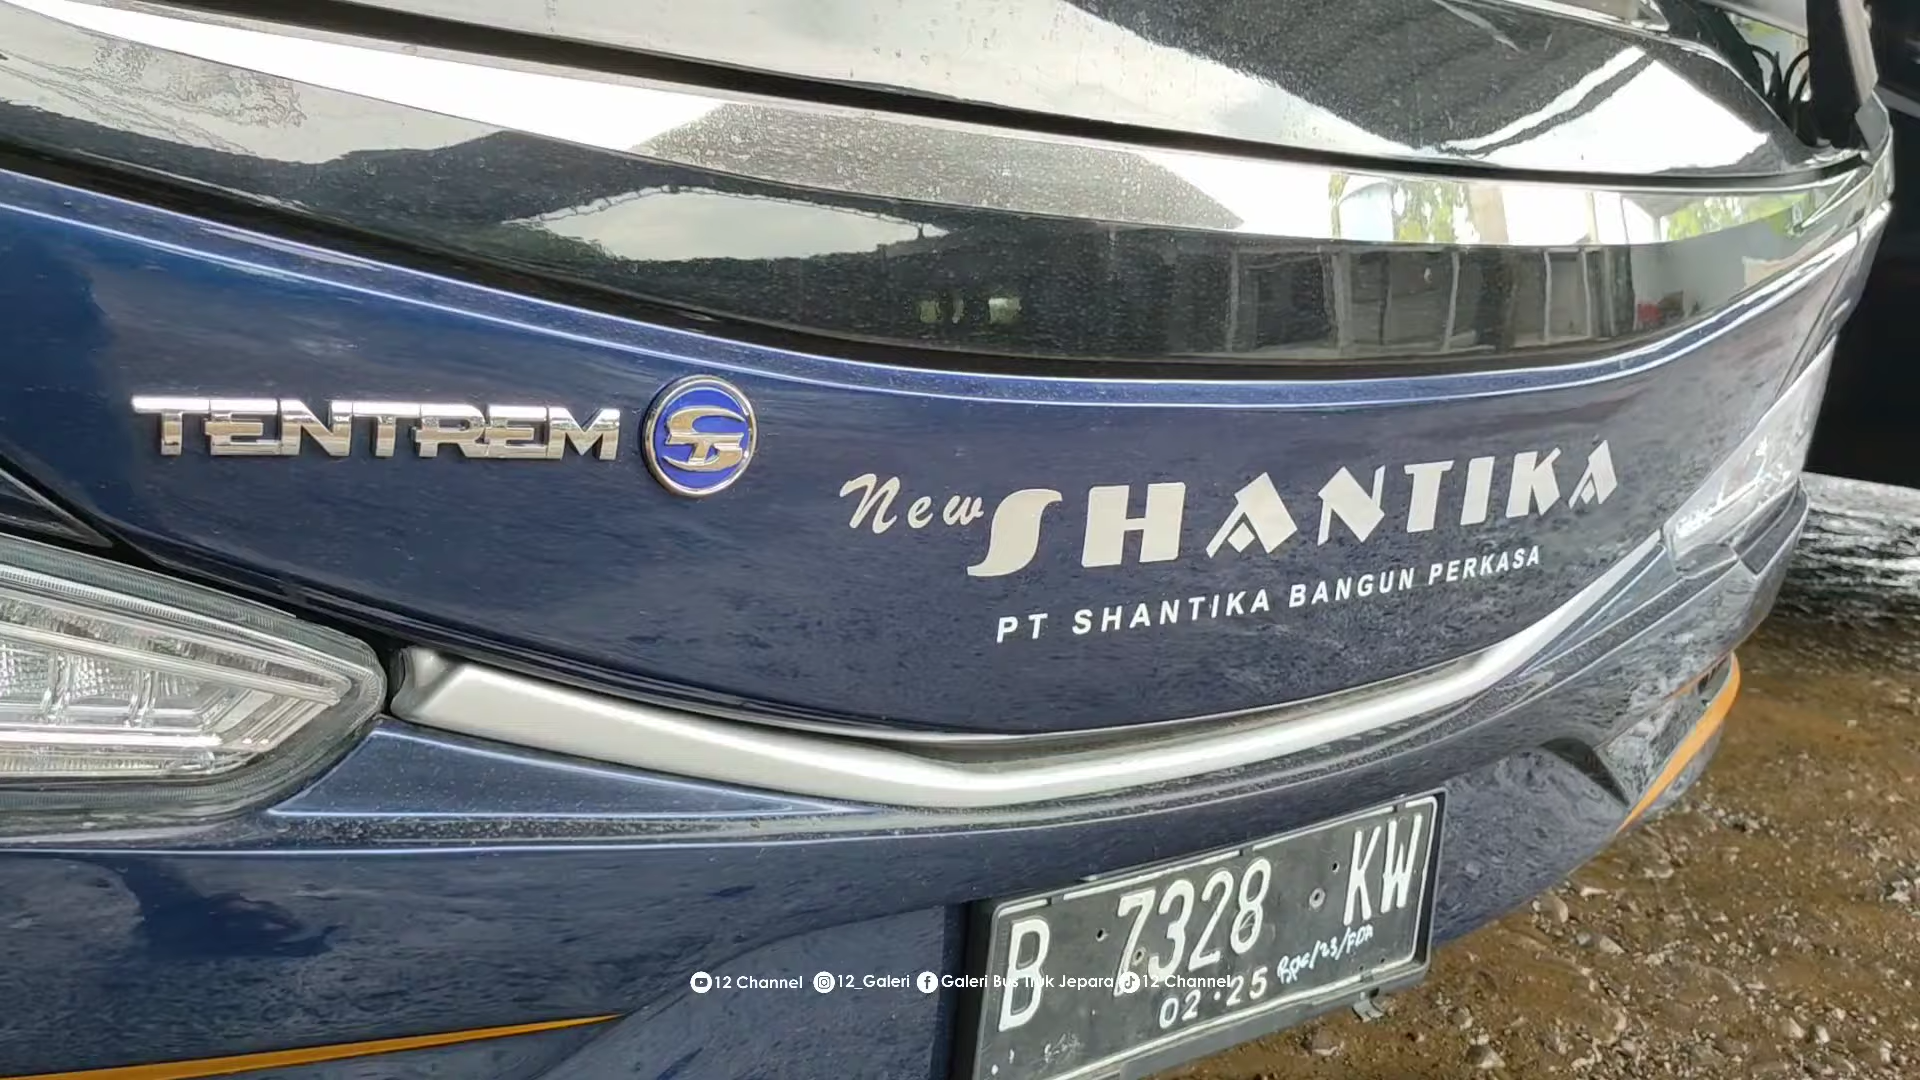 TENTREM
New SHANTIKA
PT SHANTIKA BANGUN PERKASA
B 7328 KW
02 • 25
12 Channel 12_Galeri Galeri Bus Truk Jepara 12 Channel